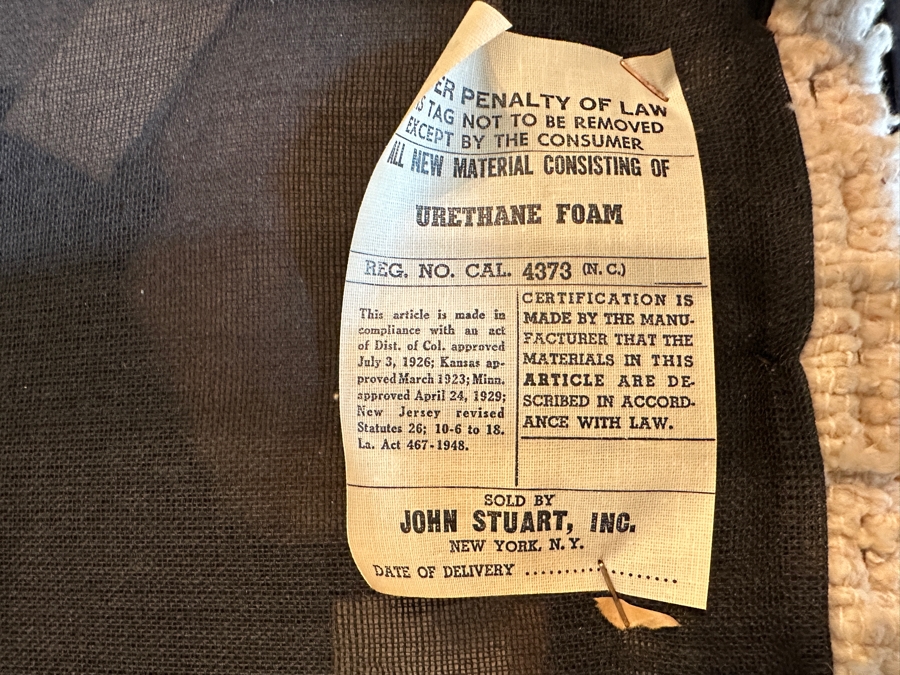 ER PENALTY OF LAW
S TAG NOT TO BE REMOVED
EXCEPT BY THE CONSUMER
ALL NEW MATERIAL CONSISTING OF
URETHANE FOAM
REG. NO. CAL. 4373 (N.C.)
This article is made in
compliance with an act
of Dist. of Col. approved
July 3, 1926; Kansas ap-
proved March 1923; Minn.
approved April 24, 1929;
New Jersey revised
Statutes 26; 10-6 to 18.
La. Act 467-1948.
CERTIFICATION IS
MADE BY THE MANU-
FACTURER THAT THE
MATERIALS IN THIS
ARTICLE ARE DE-
SCRIBED IN ACCORD-
ANCE WITH LAW.
SOLD BY
JOHN STUART, INC.
NEW YORK, N.Y.
DATE OF DELIVERY ........................